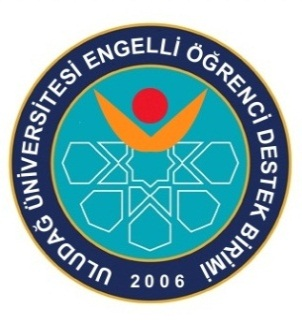 ULUDAĞ ÜNİVERSİTESİ ENGELLİ ÖĞRENCİ DESTEK BİRİMİ
2006